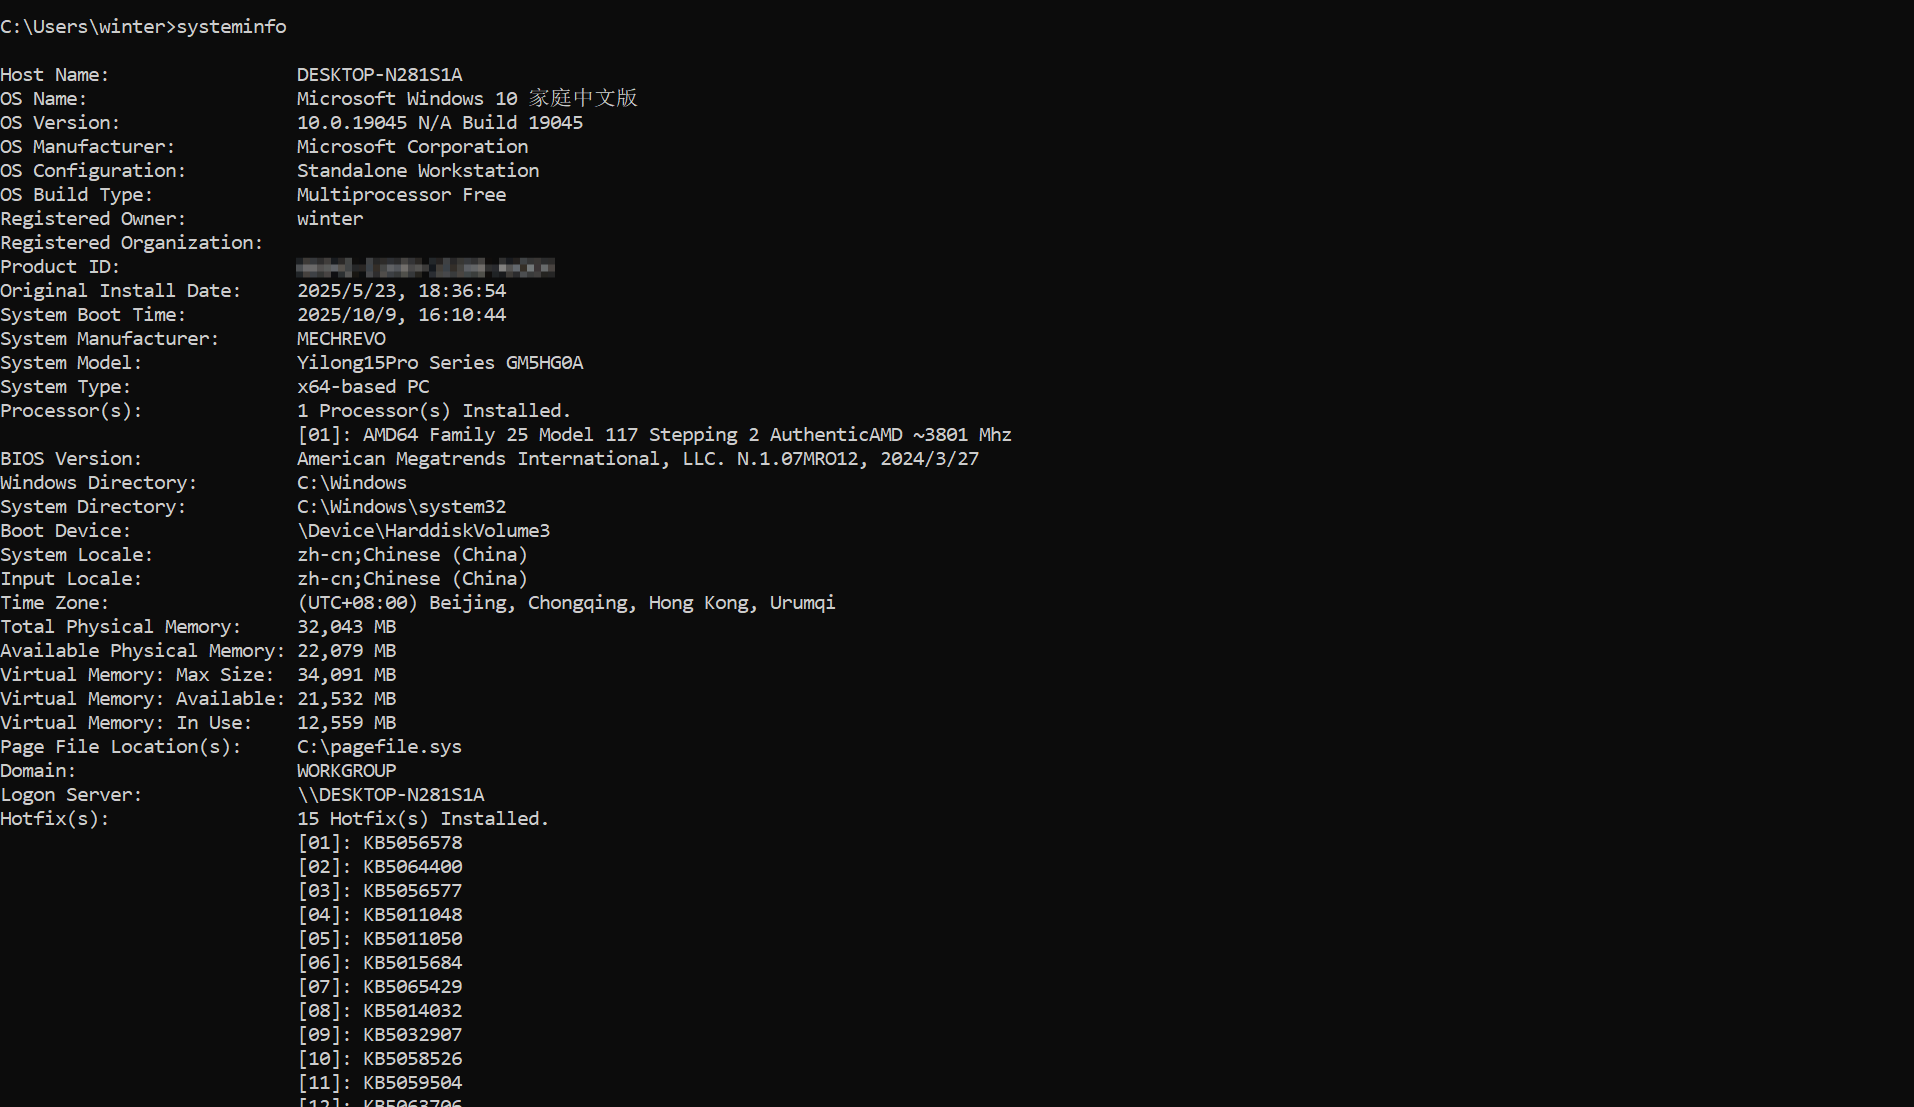 C:\Users\winter>systeminfo
Host Name: DESKTOP-N281S1A
OS Name: Microsoft Windows 10 家庭中文版
OS Version: 10.0.19045 N/A Build 19045
OS Manufacturer: Microsoft Corporation
OS Configuration: Standalone Workstation
OS Build Type: Multiprocessor Free
Registered Owner: winter
Registered Organization:
Product ID:
Original Install Date: 2025/5/23, 18:36:54
System Boot Time: 2025/10/9, 16:10:44
System Manufacturer: MECHREVO
System Model: Yilong15Pro Series GM5HG0A
System Type: x64-based PC
Processor(s): 1 Processor(s) Installed.
[01]: AMD64 Family 25 Model 117 Stepping 2 AuthenticAMD ~3801 Mhz
BIOS Version: American Megatrends International, LLC. N.1.07MRO12, 2024/3/27
Windows Directory: C:\Windows
System Directory: C:\Windows\system32
Boot Device: \Device\HarddiskVolume3
System Locale: zh-cn;Chinese (China)
Input Locale: zh-cn;Chinese (China)
Time Zone: (UTC+08:00) Beijing, Chongqing, Hong Kong, Urumqi
Total Physical Memory: 32,043 MB
Available Physical Memory: 22,079 MB
Virtual Memory: Max Size: 34,091 MB
Virtual Memory: Available: 21,532 MB
Virtual Memory: In Use: 12,559 MB
Page File Location(s): C:\pagefile.sys
Domain: WORKGROUP
Logon Server: \\DESKTOP-N281S1A
Hotfix(s): 15 Hotfix(s) Installed.
[01]: KB5056578
[02]: KB5064400
[03]: KB5056577
[04]: KB5011048
[05]: KB5011050
[06]: KB5015684
[07]: KB5065429
[08]: KB5014032
[09]: KB5032907
[10]: KB5058526
[11]: KB5059504
[12]: KB5063706